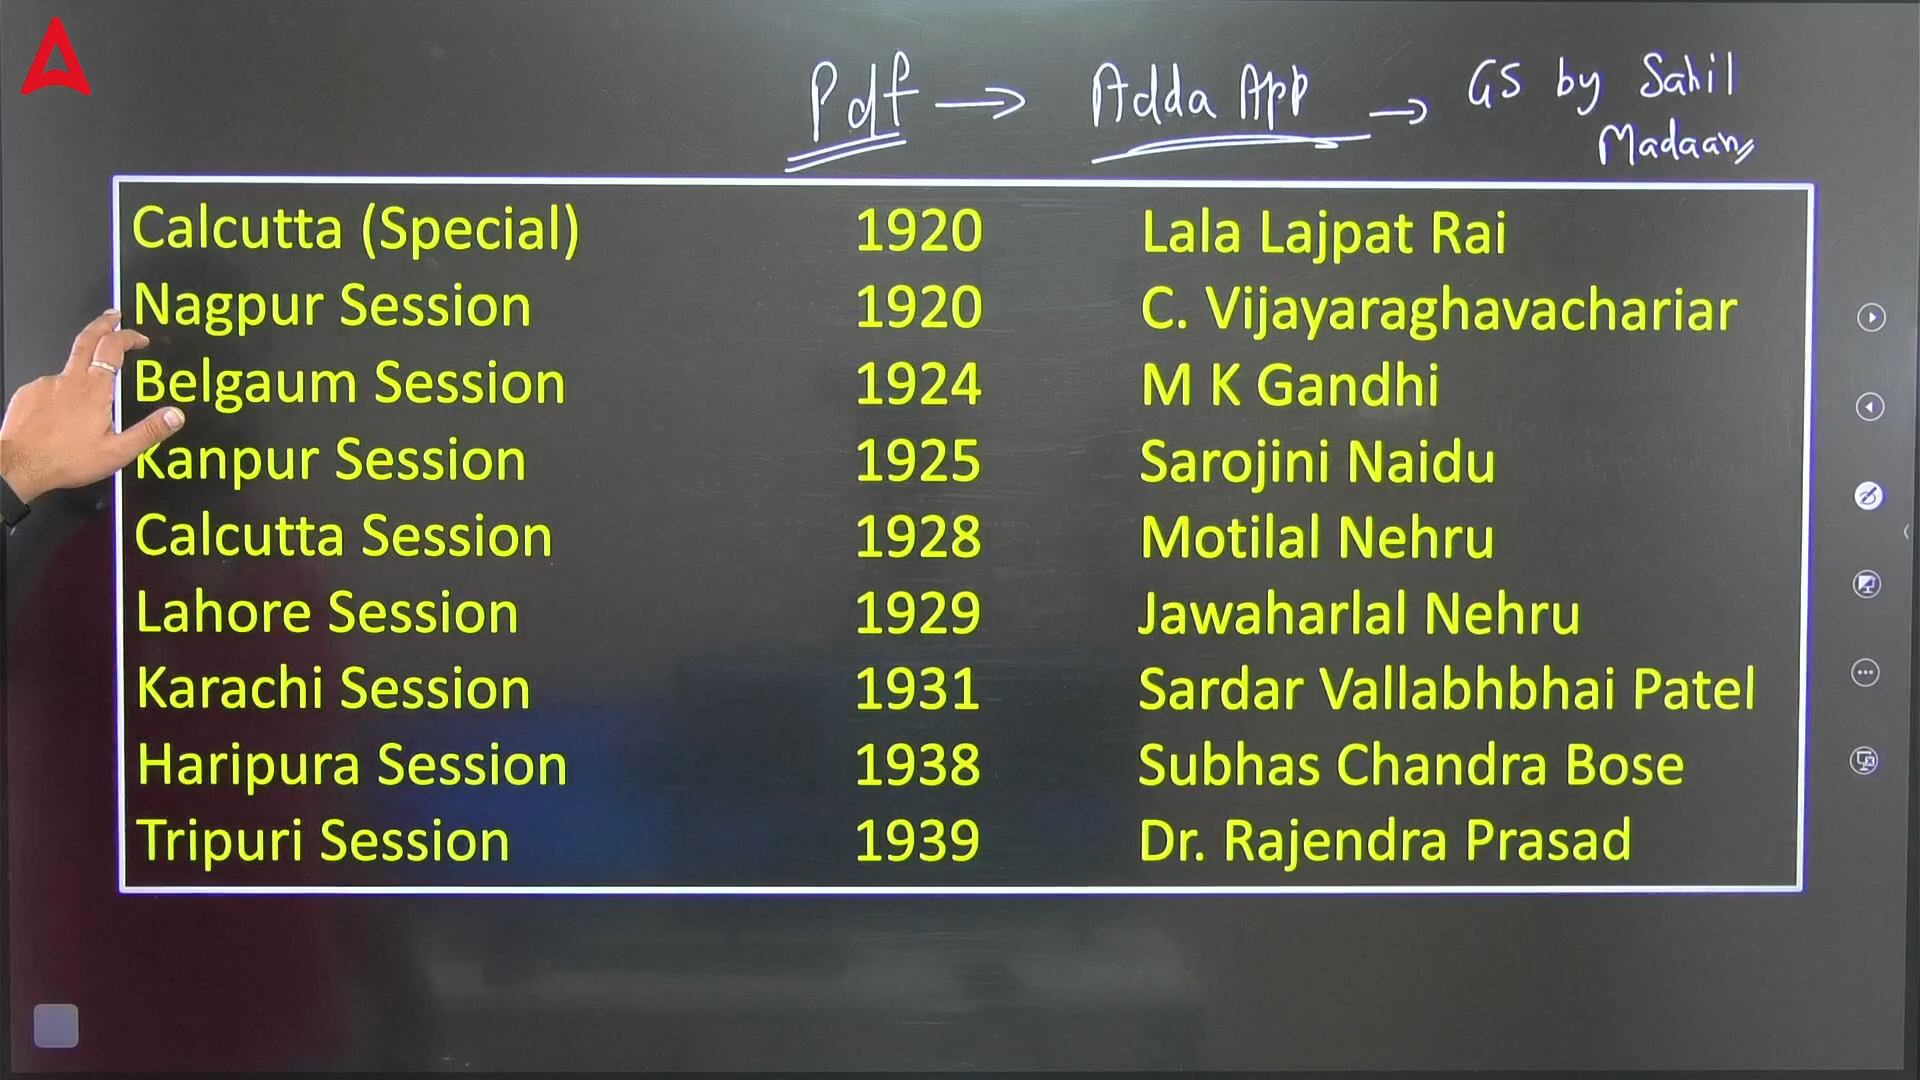 Pdf → Adda App → GS by Sahil Madaan
Calcutta (Special) 1920 Lala Lajpat Rai
Nagpur Session 1920 C. Vijayaraghavachariar
Belgaum Session 1924 M K Gandhi
Kanpur Session 1925 Sarojini Naidu
Calcutta Session 1928 Motilal Nehru
Lahore Session 1929 Jawaharlal Nehru
Karachi Session 1931 Sardar Vallabhbhai Patel
Haripura Session 1938 Subhas Chandra Bose
Tripuri Session 1939 Dr. Rajendra Prasad